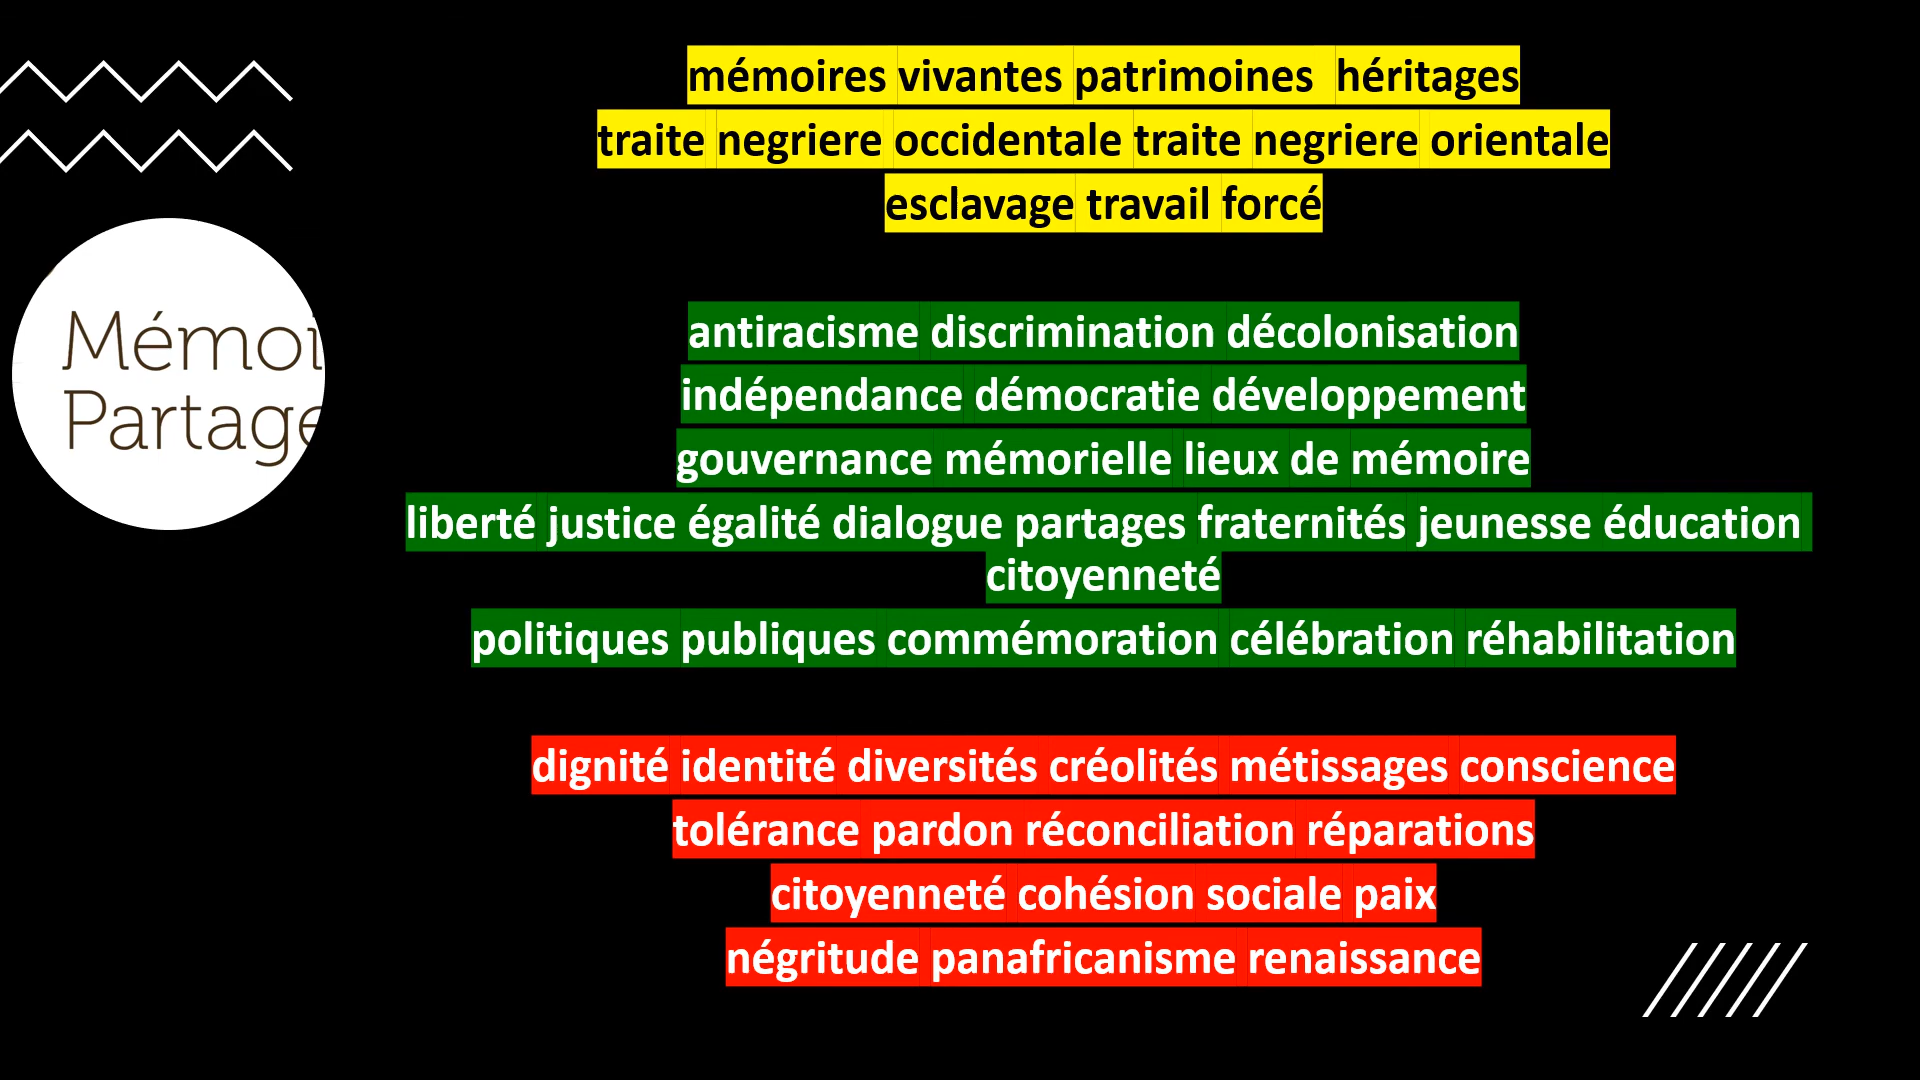 mémoires vivantes patrimoines héritages
traite negriere occidentale traite negriere orientale
esclavage travail forcé
Mémoi
Partage
antiracisme discrimination décolonisation
indépendance démocratie développement
gouvernance mémorielle lieux de mémoire
liberté justice égalité dialogue partages fraternités jeunesse éducation
citoyenneté
politiques publiques commémoration célébration réhabilitation
dignité identité diversités créolités métissages conscience
tolérance pardon réconciliation réparations
citoyenneté cohésion sociale paix
négritude panafricanisme renaissance